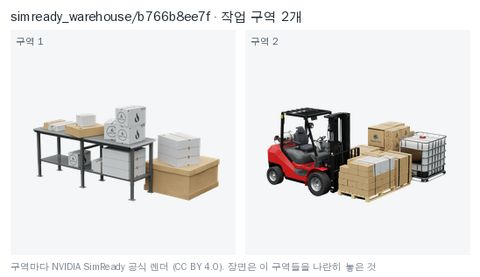 simready_warehouse/b766b8ee7f · 작업 구역 2개
구역 1
구역 2
구역마다 NVIDIA SimReady 공식 렌더 (CC BY 4.0). 장면은 이 구역들을 나란히 놓은 것